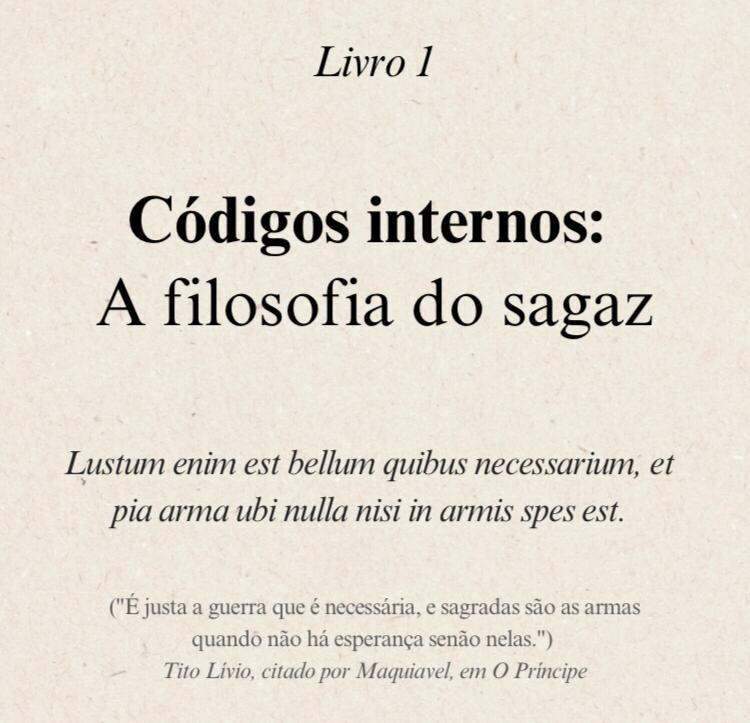 Livro 1
Códigos internos:
A filosofia do sagaz
Lustum enim est bellum quibus necessarium, et
pia arma ubi nulla nisi in armis spes est.
("É justa a guerra que é necessária, e sagradas são as armas
quando não há esperança senão nelas.")
Tito Lívio, citado por Maquiavel, em O Príncipe